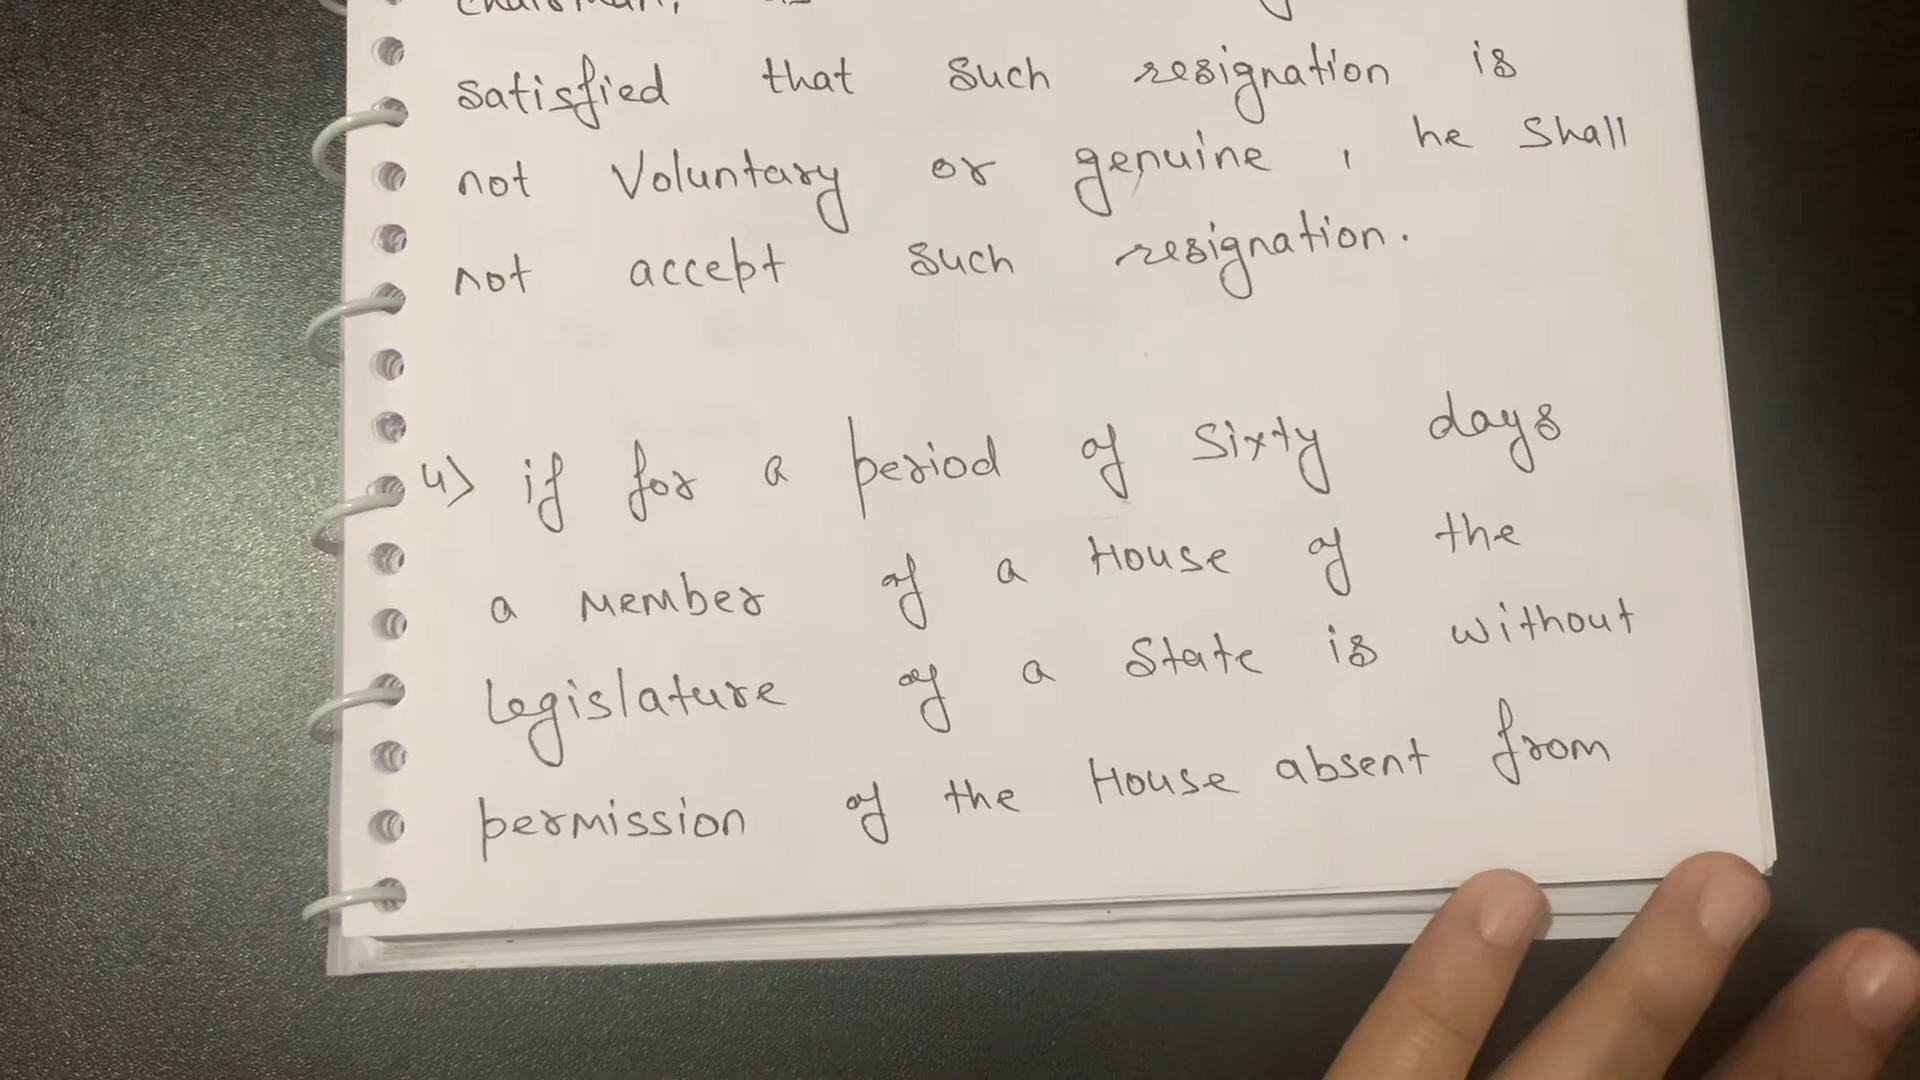 satisfied that such resignation is
not Voluntary or genuine, he shall
not accept such resignation.
4) if for a period of sixty days
a member of a House of the
legislature of a State is without
permission of the House absent from